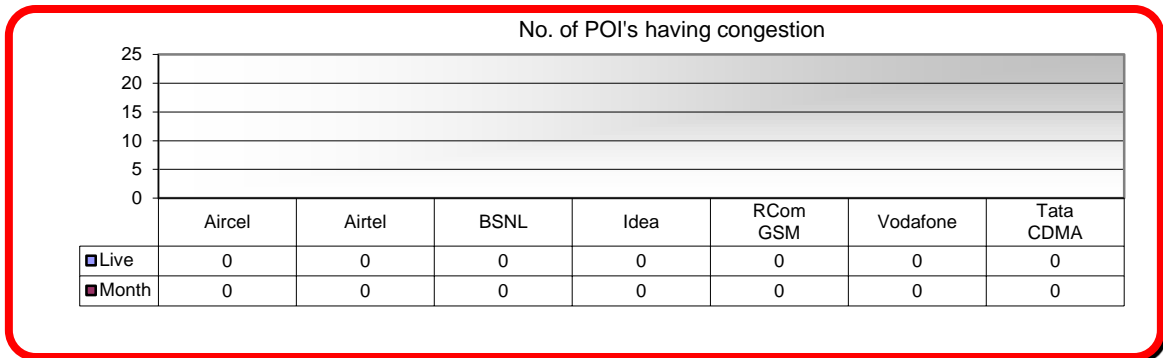 No. of POI's having congestion
25
20
15
10
5
0
Aircel Airtel BSNL Idea RCom GSM Vodafone Tata CDMA
Live 0 0 0 0 0 0 0
Month 0 0 0 0 0 0 0